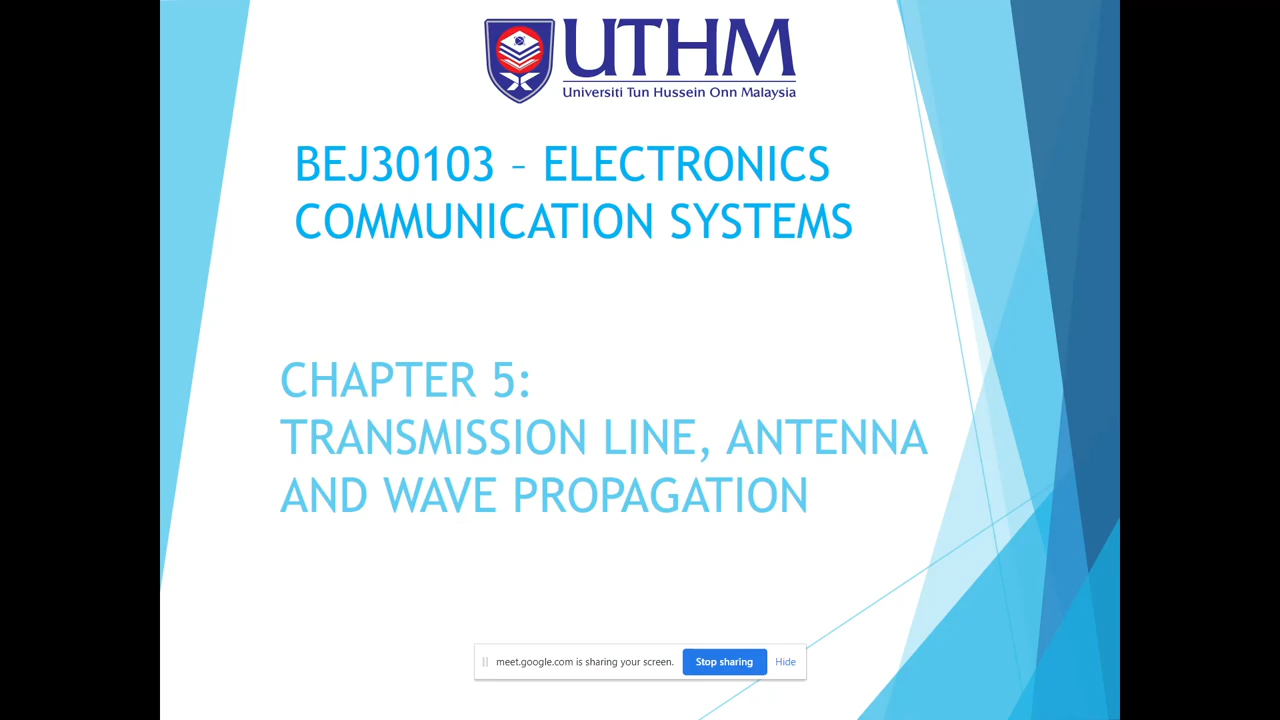 UTHM
Universiti Tun Hussein Onn Malaysia
BEJ30103 – ELECTRONICS
COMMUNICATION SYSTEMS
CHAPTER 5:
TRANSMISSION LINE, ANTENNA
AND WAVE PROPAGATION
meet.google.com is sharing your screen. Stop sharing Hide